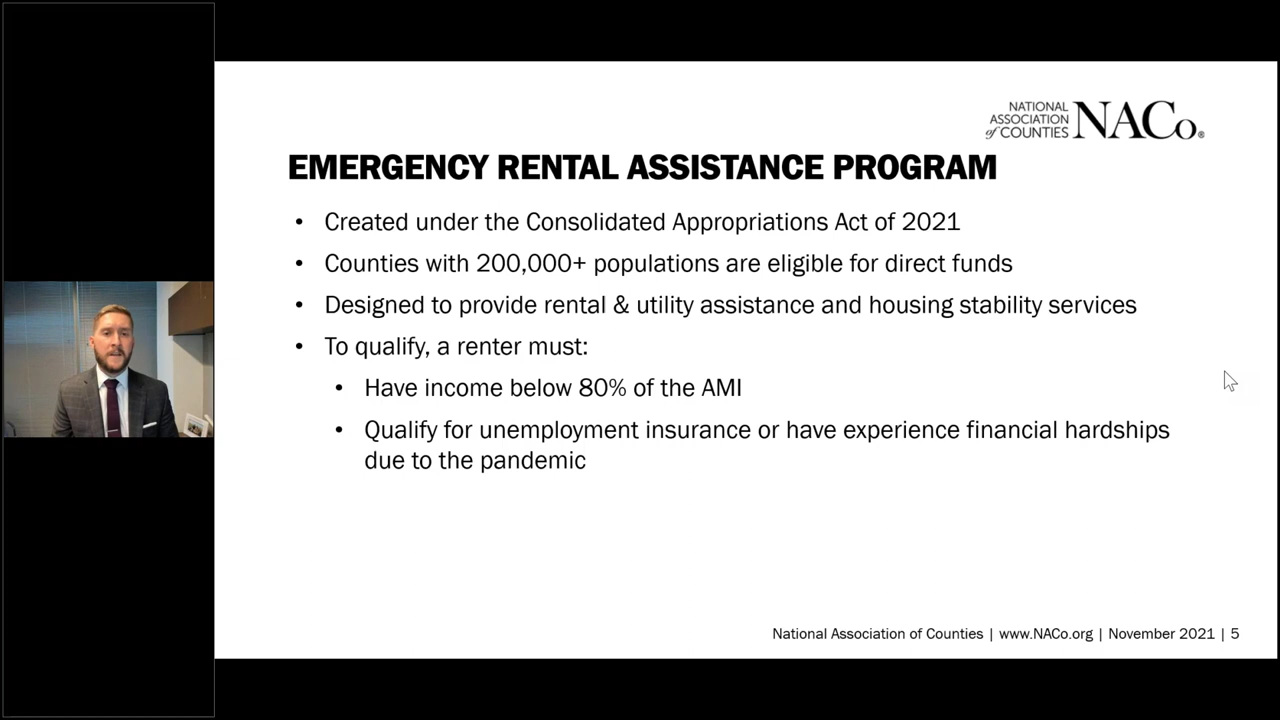 NATIONAL
ASSOCIATION
of COUNTIES
NACo.®
EMERGENCY RENTAL ASSISTANCE PROGRAM
• Created under the Consolidated Appropriations Act of 2021
• Counties with 200,000+ populations are eligible for direct funds
• Designed to provide rental & utility assistance and housing stability services
• To qualify, a renter must:
• Have income below 80% of the AMI
• Qualify for unemployment insurance or have experience financial hardships
due to the pandemic
National Association of Counties | www.NACo.org | November 2021 | 5